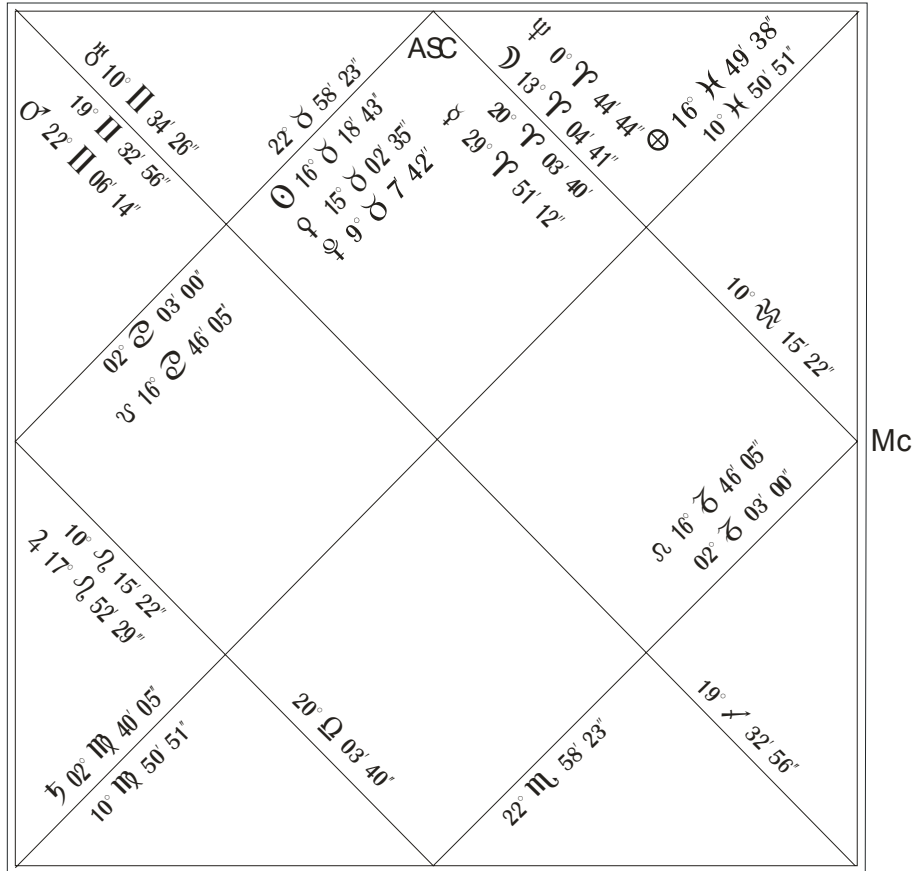 ♅ 10° ♊ 34' 26"
19° ♊ 32' 56"
♂ 22° ♊ 06' 14"
22° ♉ 58' 23"
☉ 16° ♉ 18' 43"
♀ 15° ♉ 02' 35"
⚴ 9° ♉ 7' 42"
ASC
♆ 0° ♈ 44' 44"
☽ 13° ♈ 04' 41"
20° ♈ 03' 40'
☿ 29° ♈ 51' 12"
⊕ 16° ♓ 49' 38"
10° ♓ 50' 51"
02° ♋ 03' 00"
☋ 16° ♋ 46' 05'
10° ♒ 15' 22"
Mc
☊ 16° ♑ 46' 05"
02° ♑ 03' 00"
10° ♌ 15' 22"
♃ 17° ♌ 52' 29"'
♄ 02° ♍ 40' 05"
10° ♍ 50' 51"
20° ♎ 03' 40"
22° ♏ 58' 23"
19° ♐ 32' 56"